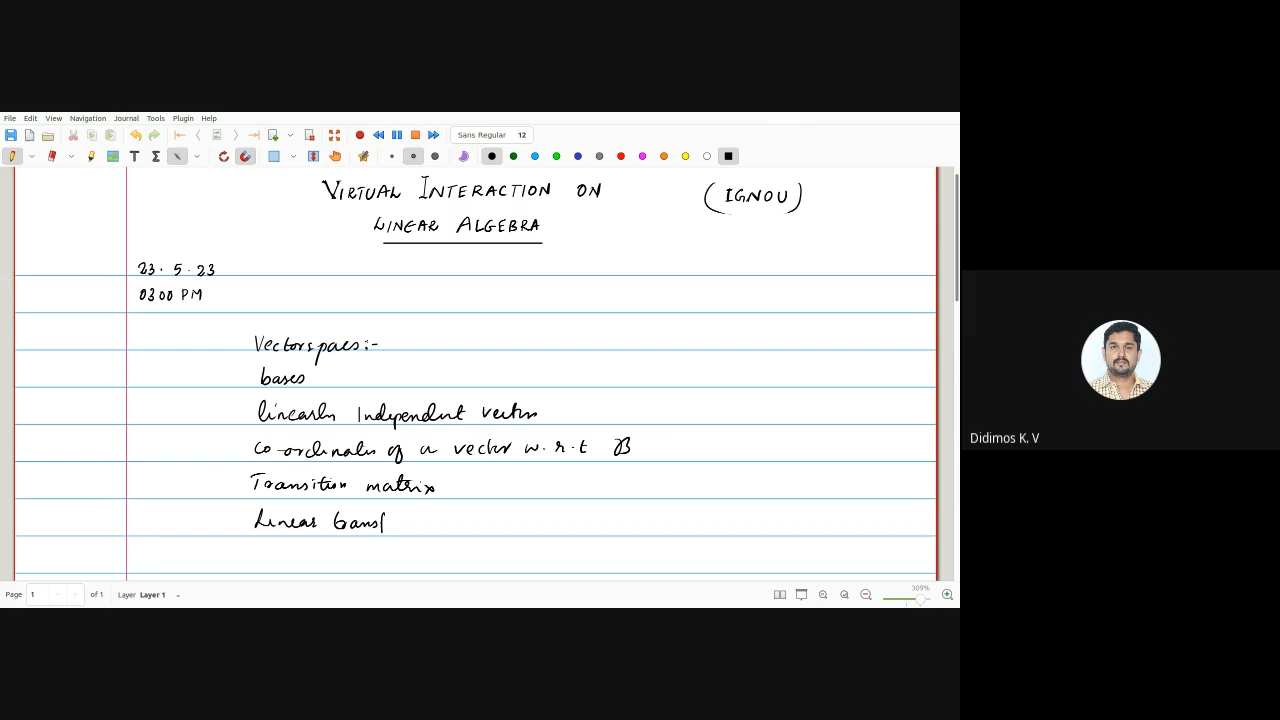 File Edit View Navigation Journal Tools Plugin Help
Sans Regular 12
VIRTUAL INTERACTION ON (IGNOU)
LINEAR ALGEBRA
23. 5. 23
0300 PM
Vectorspaces:-
bases
linearly Independent vectors
Co-ordinates of a vector w.r.t B
Transition matrix
Linear transf
Didimos K. V
Page 1 of 1 Layer Layer 1 309%